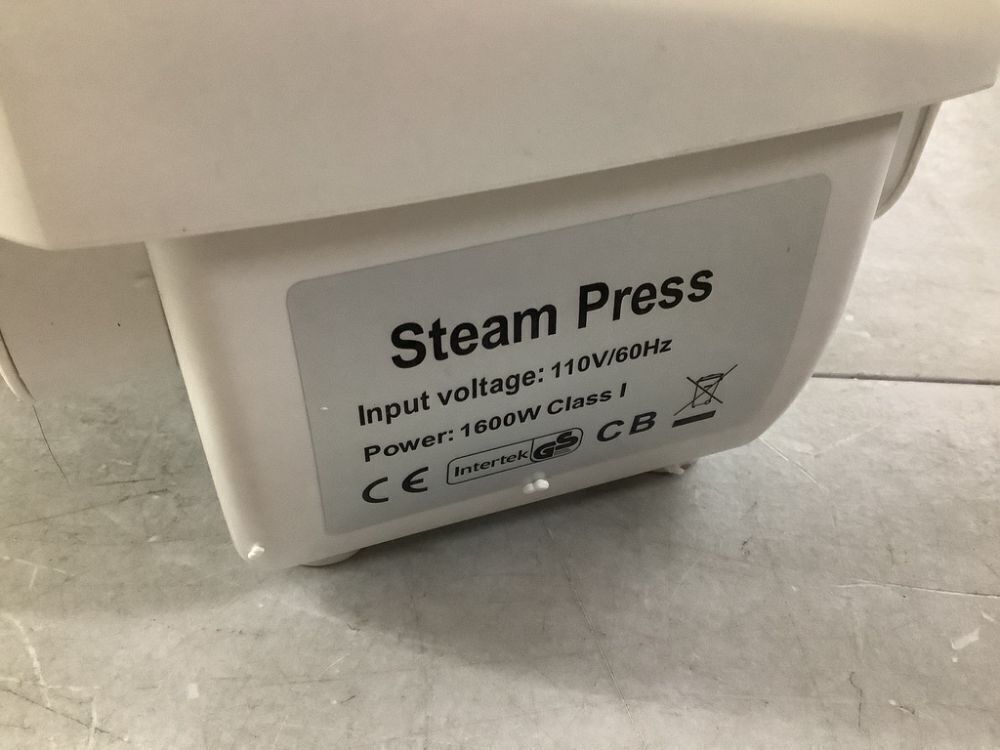 Steam Press
Input voltage: 110V/60Hz
Power: 1600W Class I
CE Intertek GS CB